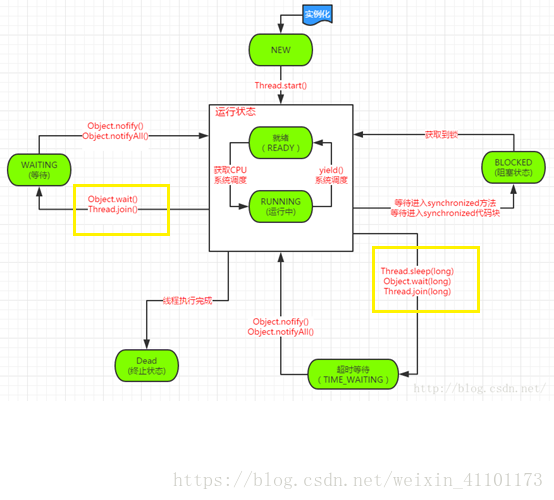 实例化
NEW
Thread.start()
运行状态
Object.nofify()
Object.notifyAll()
就绪
（READY）
获取到锁
WAITING
(等待)
获取CPU
系统调度
yield()
系统调度
BLOCKED
(阻塞状态)
Object.wait()
Thread.join()
RUNNING
(运行中)
等待进入synchronized方法
等待进入synchronized代码块
Thread.sleep(long)
Object.wait(long)
Thread.join(long)
线程执行完成
Object.nofify()
Object.notifyAll()
Dead
(终止状态)
超时等待
（TIME_WAITING）
http://blog.csdn.net/
https://blog.csdn.net/weixin_41101173